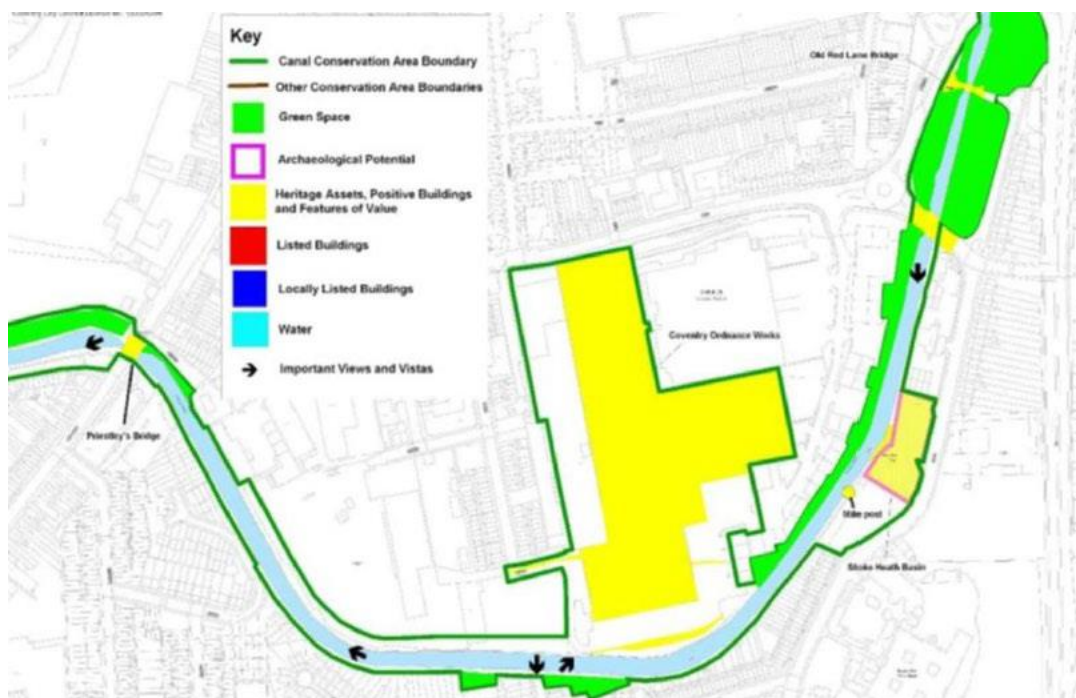 Key
Canal Conservation Area Boundary
Other Conservation Area Boundaries
Green Space
Archaeological Potential
Heritage Assets, Positive Buildings
and Features of Value
Listed Buildings
Locally Listed Buildings
Water
Important Views and Vistas
Old Red Lane Bridge
Coventry Ordnance Works
Priestley's Bridge
Mile post
Stoke Heath Basin